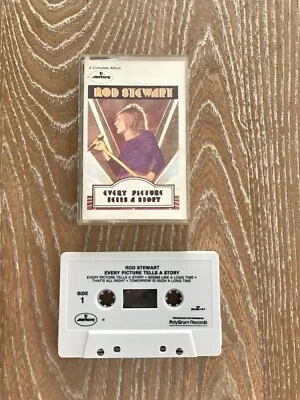 A Complete Album
mercury
ROD STEWART
EVERY PICTURE
TELLS A STORY
ROD STEWART
EVERY PICTURE TELLS A STORY
EVERY PICTURE TELLS A STORY • SEEMS LIKE A LONG TIME •
THAT'S ALL RIGHT • TOMORROW IS SUCH A LONG TIME
SIDE
1
mercury
PolyGram Records